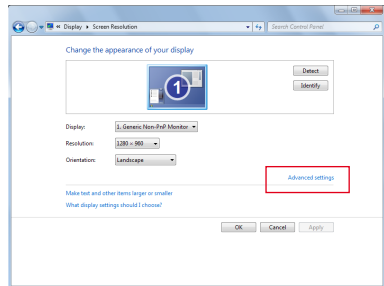 « Display ▸ Screen Resolution
Search Control Panel
Change the appearance of your display
1
Detect
Identify
Display: 1. Generic Non-PnP Monitor
Resolution: 1280 × 960
Orientation: Landscape
Advanced settings
Make text and other items larger or smaller
What display settings should I choose?
OK Cancel Apply